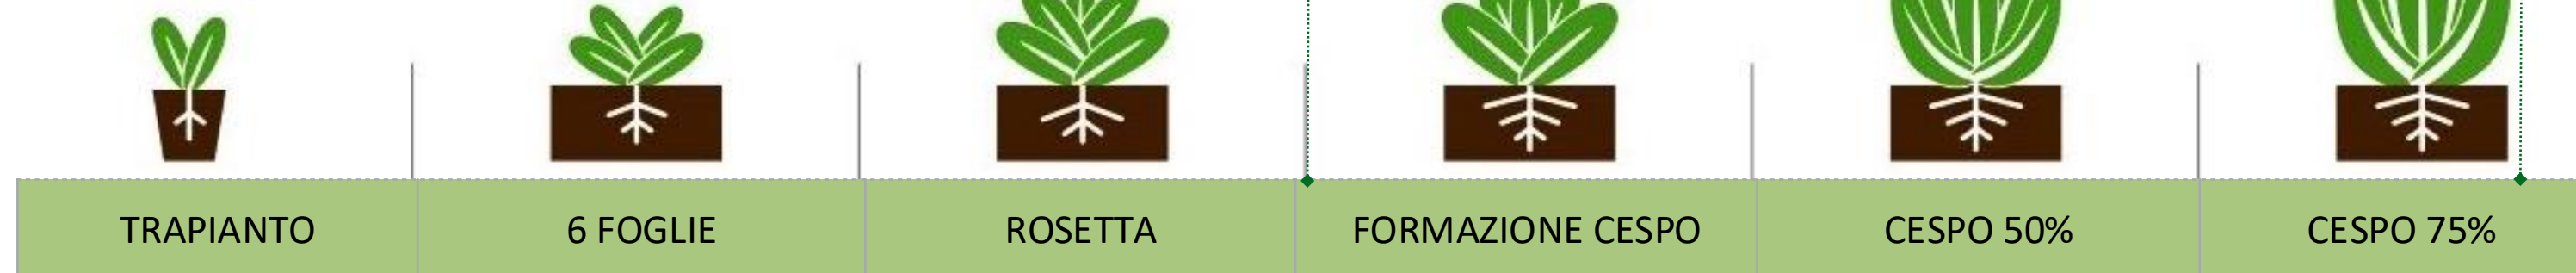 TRAPIANTO
6 FOGLIE
ROSETTA
FORMAZIONE CESPO
CESPO 50%
CESPO 75%